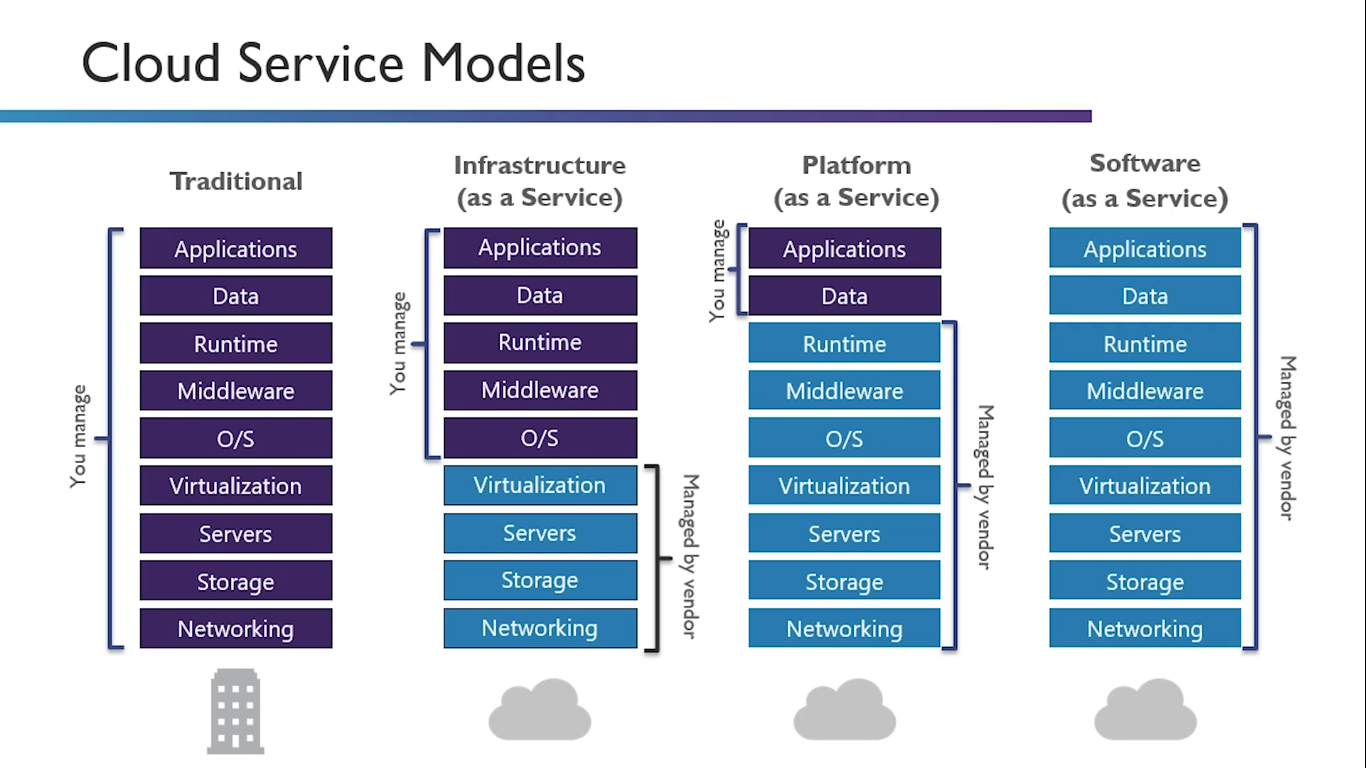 Cloud Service Models
Traditional
You manage
Applications
Data
Runtime
Middleware
O/S
Virtualization
Servers
Storage
Networking
Infrastructure
(as a Service)
You manage
Applications
Data
Runtime
Middleware
O/S
Virtualization
Servers
Storage
Networking
Managed by vendor
Platform
(as a Service)
You manage
Applications
Data
Runtime
Middleware
O/S
Virtualization
Servers
Storage
Networking
Managed by vendor
Software
(as a Service)
Applications
Data
Runtime
Middleware
O/S
Virtualization
Servers
Storage
Networking
Managed by vendor